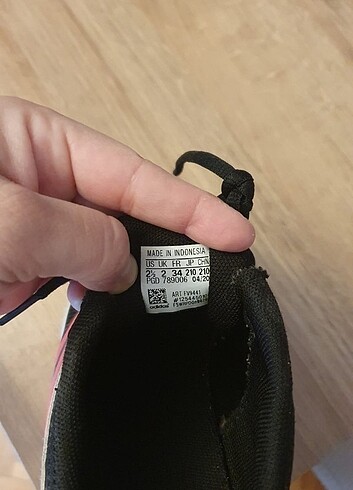 MADE IN INDONESIA
US UK FR JP CHN
2½ 2 34 210 210
PGD 789006 04/20
ART FV9441
adidas